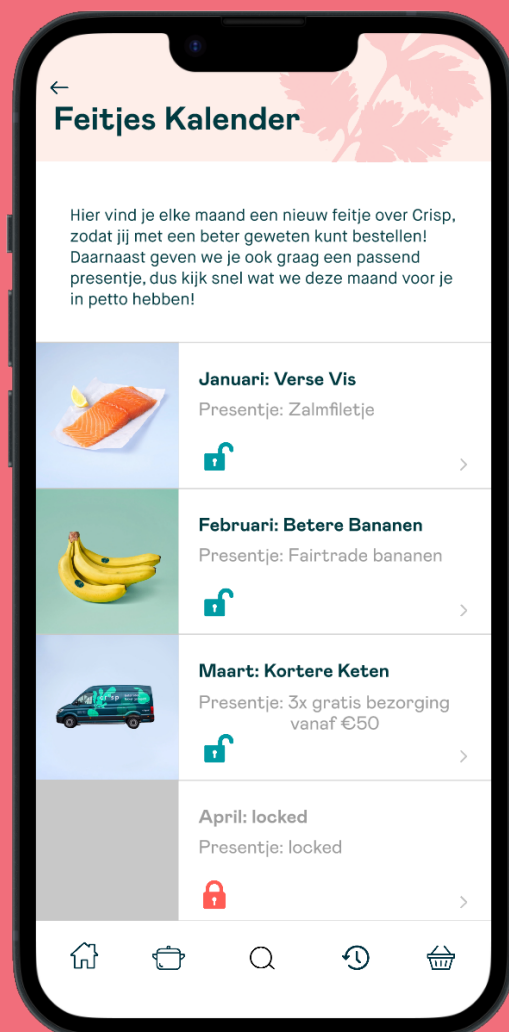 Feitjes Kalender
Hier vind je elke maand een nieuw feitje over Crisp,
zodat jij met een beter geweten kunt bestellen!
Daarnaast geven we je ook graag een passend
presentje, dus kijk snel wat we deze maand voor je
in petto hebben!
Januari: Verse Vis
Presentje: Zalmfiletje
Februari: Betere Bananen
Presentje: Fairtrade bananen
Maart: Kortere Keten
Presentje: 3x gratis bezorging
vanaf €50
April: locked
Presentje: locked